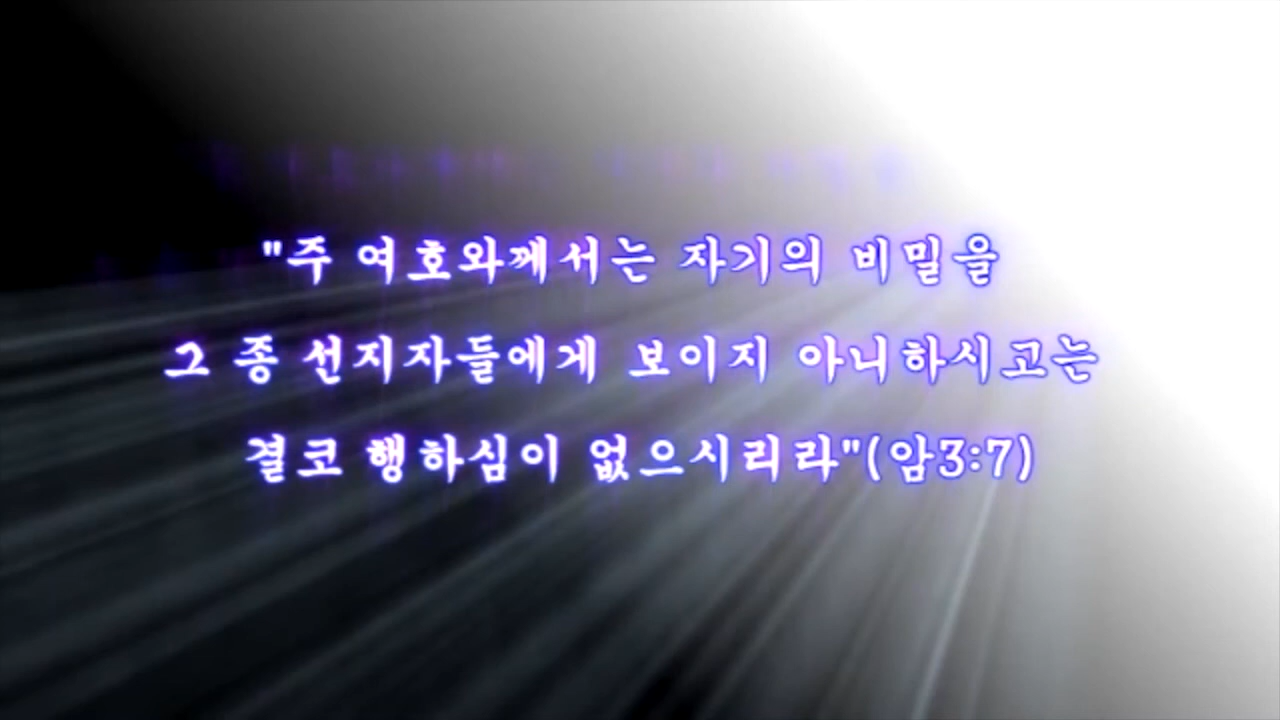 "주 여호와께서는 자기의 비밀을
그 종 선지자들에게 보이지 아니하시고는
결코 행하심이 없으시리라"(암3:7)